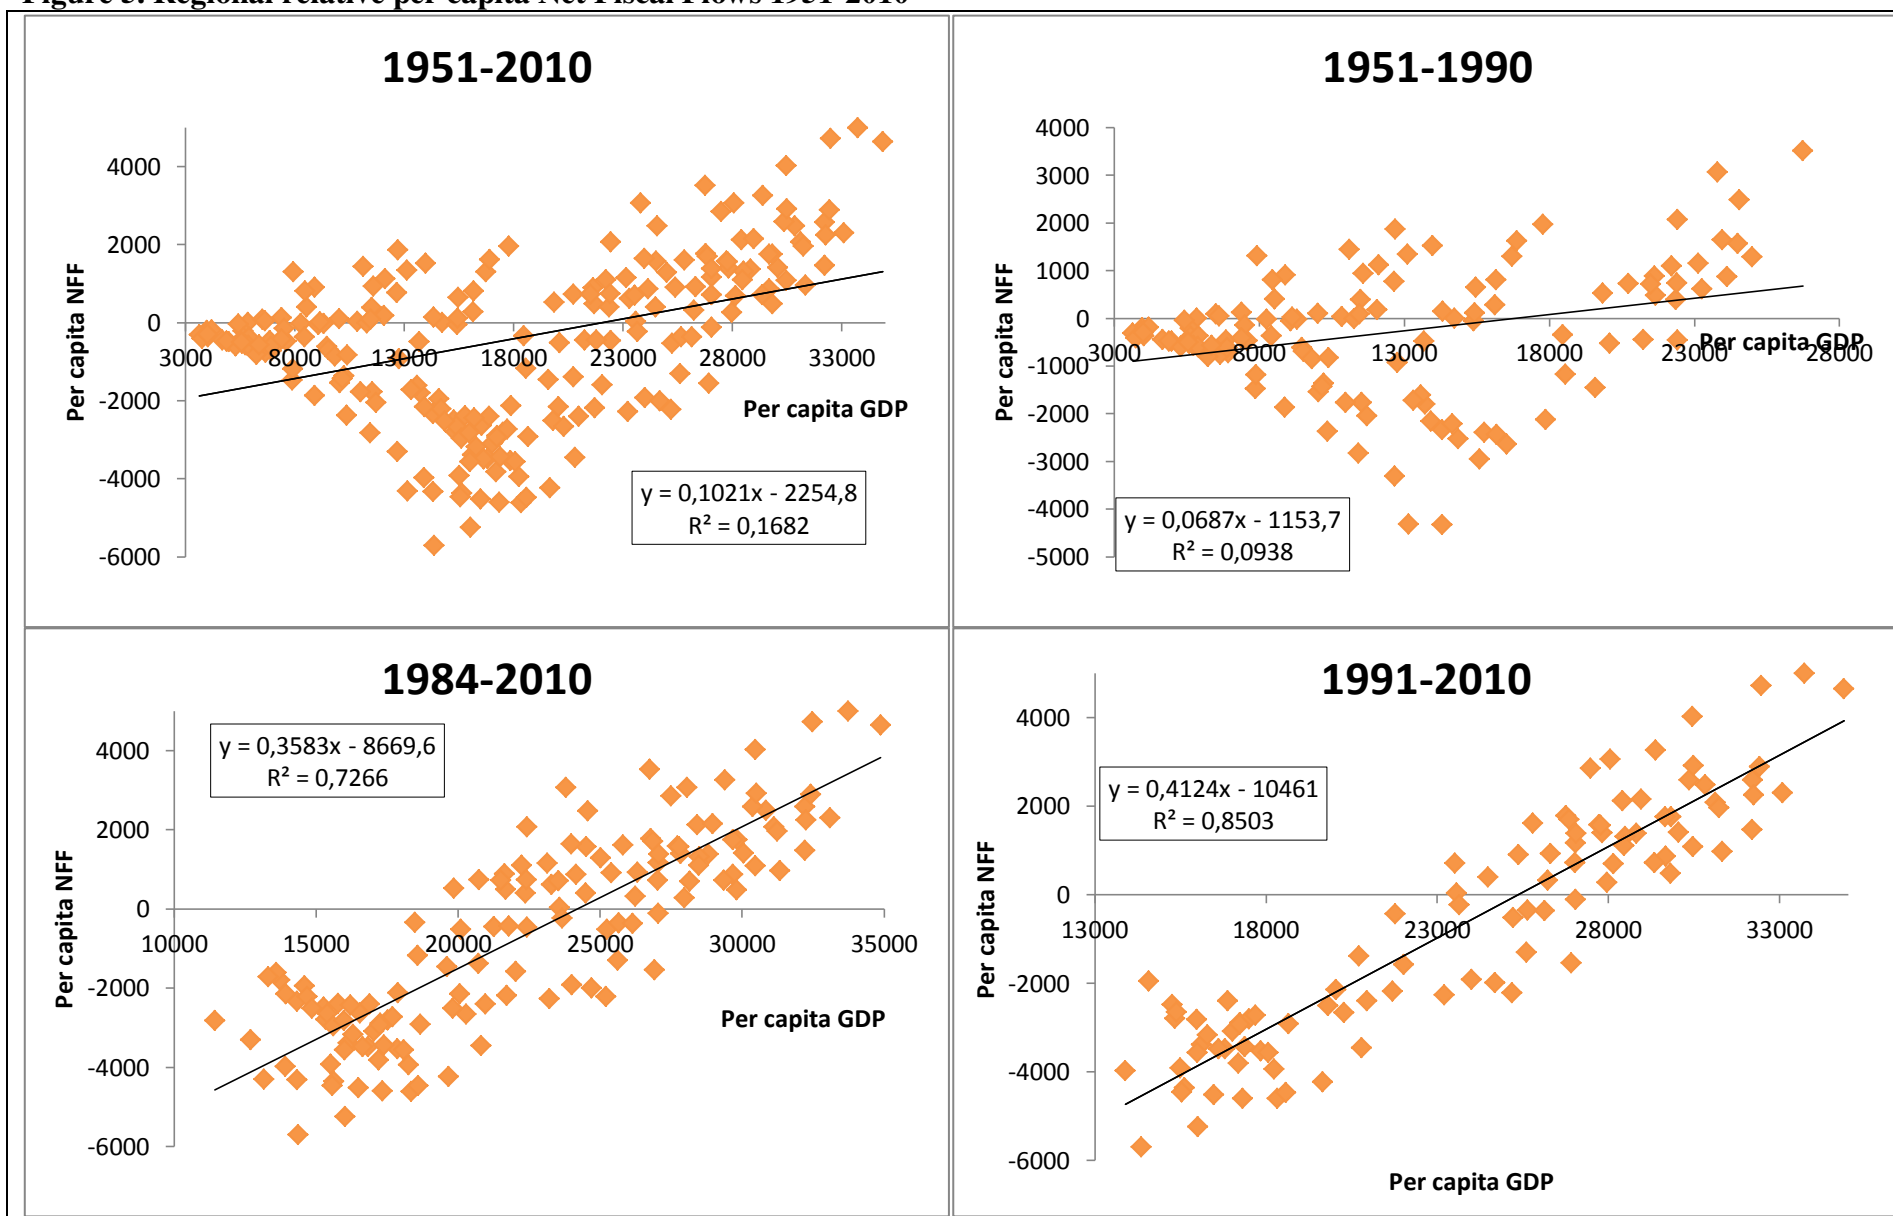 Figure 3. Regional relative per capita Net Fiscal Flows 1951-2010
1951-2010
4000
2000
0
-2000
-4000
-6000
3000 8000 13000 18000 23000 28000 33000
Per capita NFF
Per capita GDP
y = 0,1021x - 2254,8
R² = 0,1682
1951-1990
4000
3000
2000
1000
0
-1000
-2000
-3000
-4000
-5000
3000 8000 13000 18000 23000 28000
Per capita NFF
Per capita GDP
y = 0,0687x - 1153,7
R² = 0,0938
1984-2010
4000
2000
0
-2000
-4000
-6000
10000 15000 20000 25000 30000 35000
Per capita NFF
Per capita GDP
y = 0,3583x - 8669,6
R² = 0,7266
1991-2010
4000
2000
0
-2000
-4000
-6000
13000 18000 23000 28000 33000
Per capita NFF
Per capita GDP
y = 0,4124x - 10461
R² = 0,8503